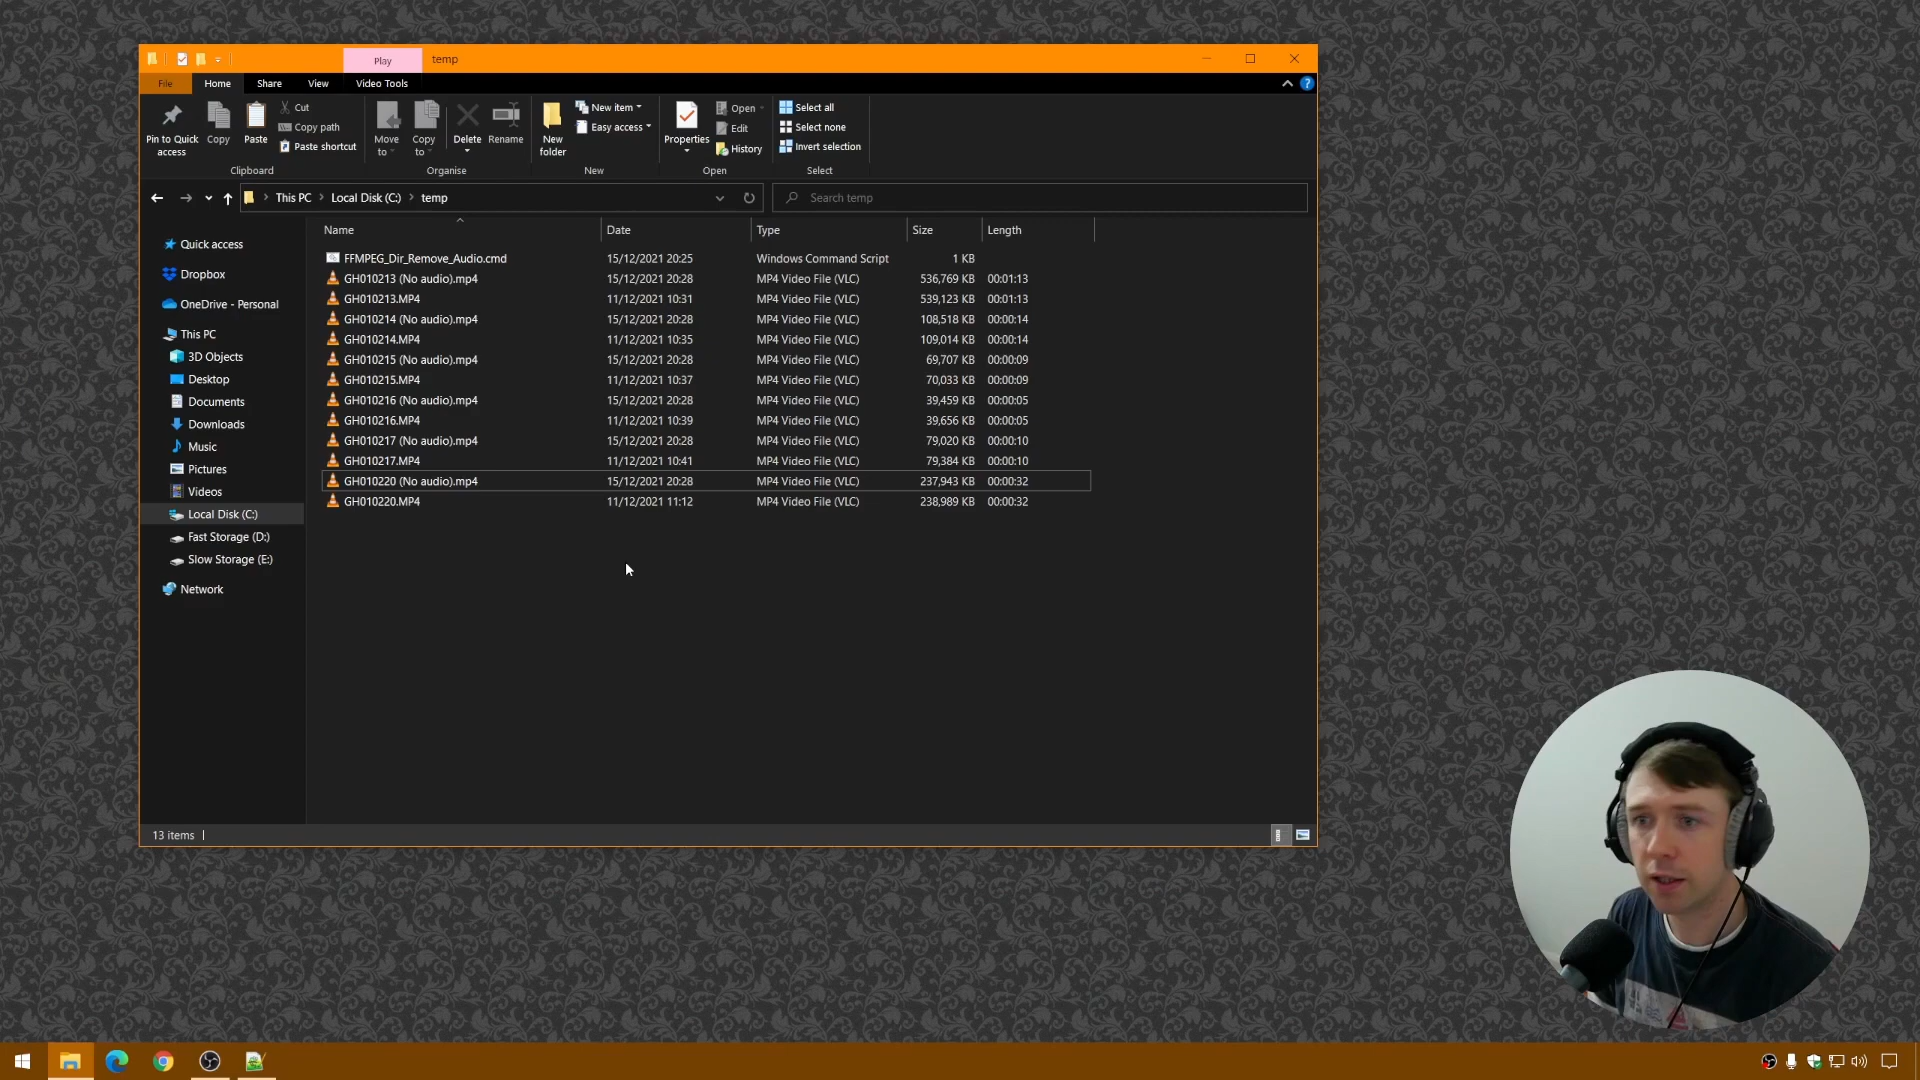 Play
temp
File
Home
Share
View
Video Tools
Pin to Quick access
Copy
Paste
Cut
Copy path
Paste shortcut
Clipboard
Move to
Copy to
Delete
Rename
Organise
New folder
New item
Easy access
New
Properties
Open
Edit
History
Open
Select all
Select none
Invert selection
Select
This PC
Local Disk (C:)
temp
Search temp
Quick access
Dropbox
OneDrive - Personal
This PC
3D Objects
Desktop
Documents
Downloads
Music
Pictures
Videos
Local Disk (C:)
Fast Storage (D:)
Slow Storage (E:)
Network
Name Date Type Size Length
FFMPEG_Dir_Remove_Audio.cmd 15/12/2021 20:25 Windows Command Script 1 KB
GH010213 (No audio).mp4 15/12/2021 20:28 MP4 Video File (VLC) 536,769 KB 00:01:13
GH010213.MP4 11/12/2021 10:31 MP4 Video File (VLC) 539,123 KB 00:01:13
GH010214 (No audio).mp4 15/12/2021 20:28 MP4 Video File (VLC) 108,518 KB 00:00:14
GH010214.MP4 11/12/2021 10:35 MP4 Video File (VLC) 109,014 KB 00:00:14
GH010215 (No audio).mp4 15/12/2021 20:28 MP4 Video File (VLC) 69,707 KB 00:00:09
GH010215.MP4 11/12/2021 10:37 MP4 Video File (VLC) 70,033 KB 00:00:09
GH010216 (No audio).mp4 15/12/2021 20:28 MP4 Video File (VLC) 39,459 KB 00:00:05
GH010216.MP4 11/12/2021 10:39 MP4 Video File (VLC) 39,656 KB 00:00:05
GH010217 (No audio).mp4 15/12/2021 20:28 MP4 Video File (VLC) 79,020 KB 00:00:10
GH010217.MP4 11/12/2021 10:41 MP4 Video File (VLC) 79,384 KB 00:00:10
GH010220 (No audio).mp4 15/12/2021 20:28 MP4 Video File (VLC) 237,943 KB 00:00:32
GH010220.MP4 11/12/2021 11:12 MP4 Video File (VLC) 238,989 KB 00:00:32
13 items